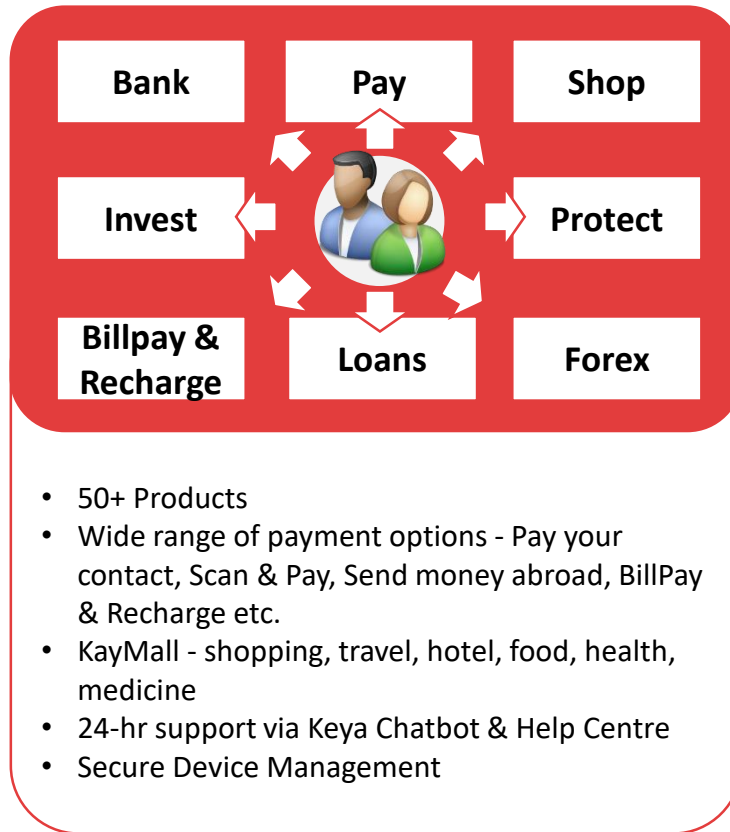 Bank
Pay
Shop
Invest
Protect
Billpay &
Recharge
Loans
Forex
• 50+ Products
• Wide range of payment options - Pay your
contact, Scan & Pay, Send money abroad, BillPay
& Recharge etc.
• KayMall - shopping, travel, hotel, food, health,
medicine
• 24-hr support via Keya Chatbot & Help Centre
• Secure Device Management